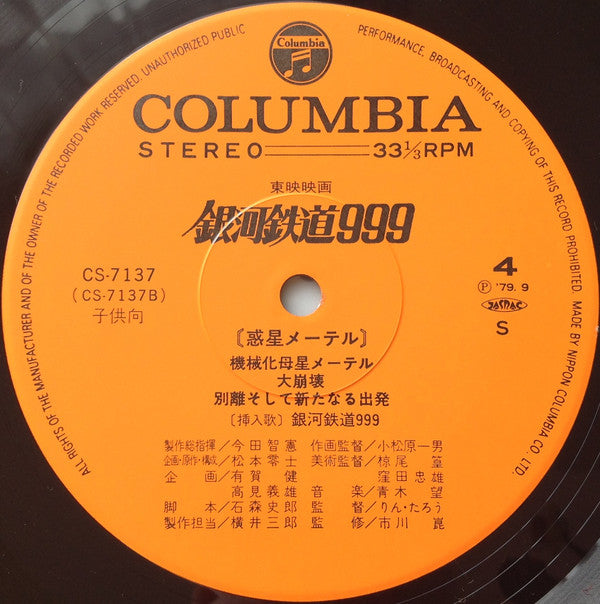 ALL RIGHTS OF THE MANUFACTURER AND OF THE OWNER OF THE RECORDED WORK RESERVED. UNAUTHORIZED PUBLIC PERFORMANCE, BROADCASTING AND COPYING OF THIS RECORD PROHIBITED. MADE BY NIPPON COLUMBIA CO., LTD.
Columbia
COLUMBIA
STEREO 33 1/3 RPM
東映映画
銀河鉄道999
CS-7137
(CS-7137B)
子供向
4
Ⓟ '79. 9
JASRAC
S
〔惑星メーテル〕
機械化母星メーテル
大崩壊
別離そして新たなる出発
〔挿入歌〕銀河鉄道999
製作総指揮/今田智憲 作画監督/小松原一男
企画・原作・構成/松本零士 美術監督/椋尾 篁
企 画/有賀 健 窪田忠雄
高見義雄 音 楽/青木 望
脚 本/石森史郎 監 督/りん・たろう
製作担当/横井三郎 監 修/市川 崑